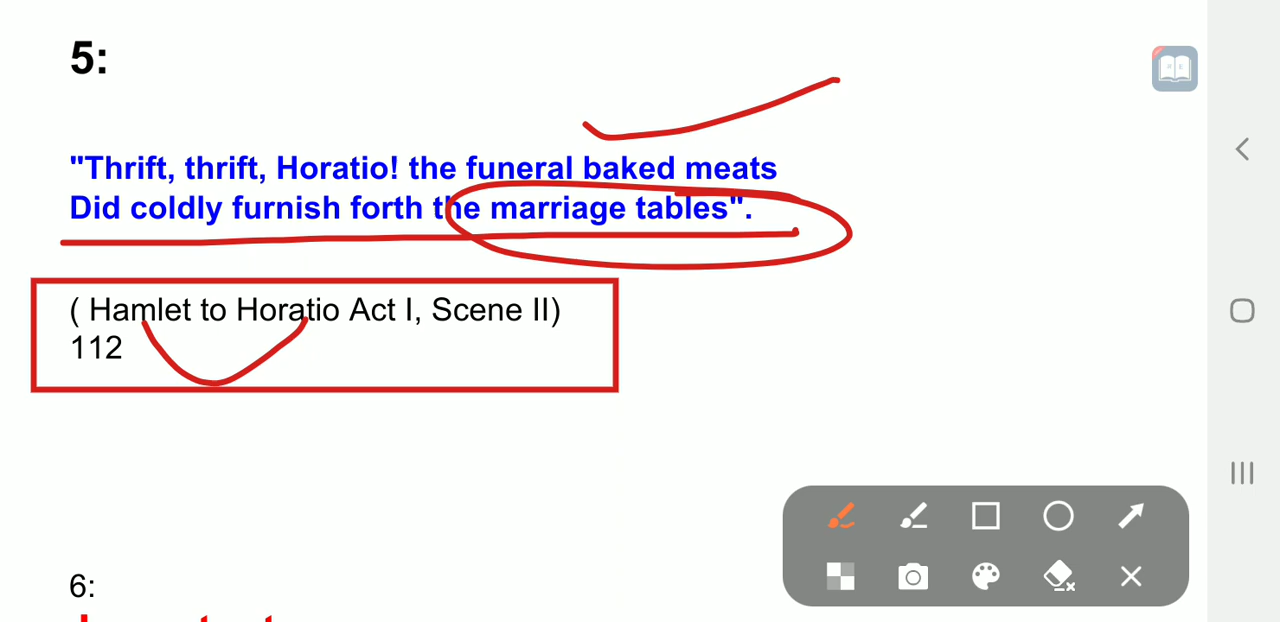 5:
"Thrift, thrift, Horatio! the funeral baked meats
Did coldly furnish forth the marriage tables".
( Hamlet to Horatio Act I, Scene II)
112
6: